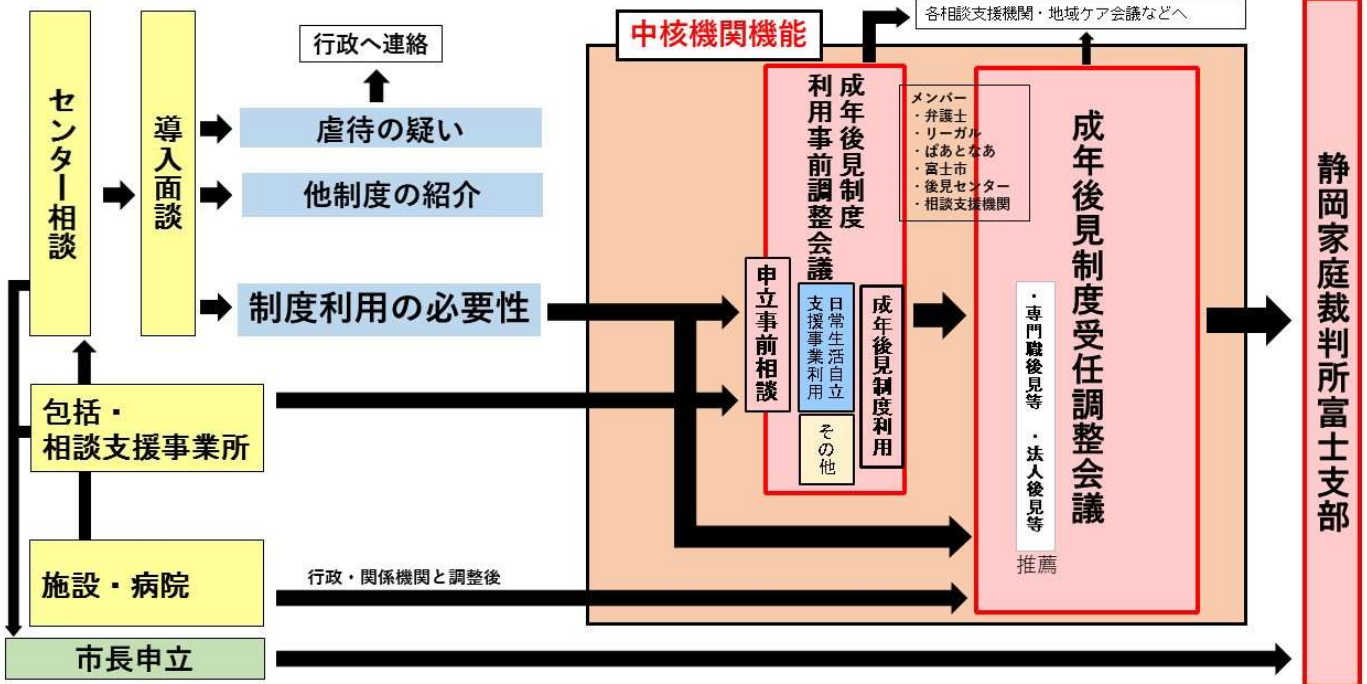 センター相談
導入面談
行政へ連絡
虐待の疑い
他制度の紹介
制度利用の必要性
包括・
相談支援事業所
施設・病院
行政・関係機関と調整後
市長申立
中核機関機能
各相談支援機関・地域ケア会議などへ
成年後見制度
利用事前調整会議
申立事前相談
日常生活自立
支援事業利用
その他
成年後見制度利用
メンバー
・弁護士
・リーガル
・ぱあとなあ
・富士市
・後見センター
・相談支援機関
成年後見制度受任調整会議
・専門職後見等 ・法人後見等
推薦
静岡家庭裁判所富士支部